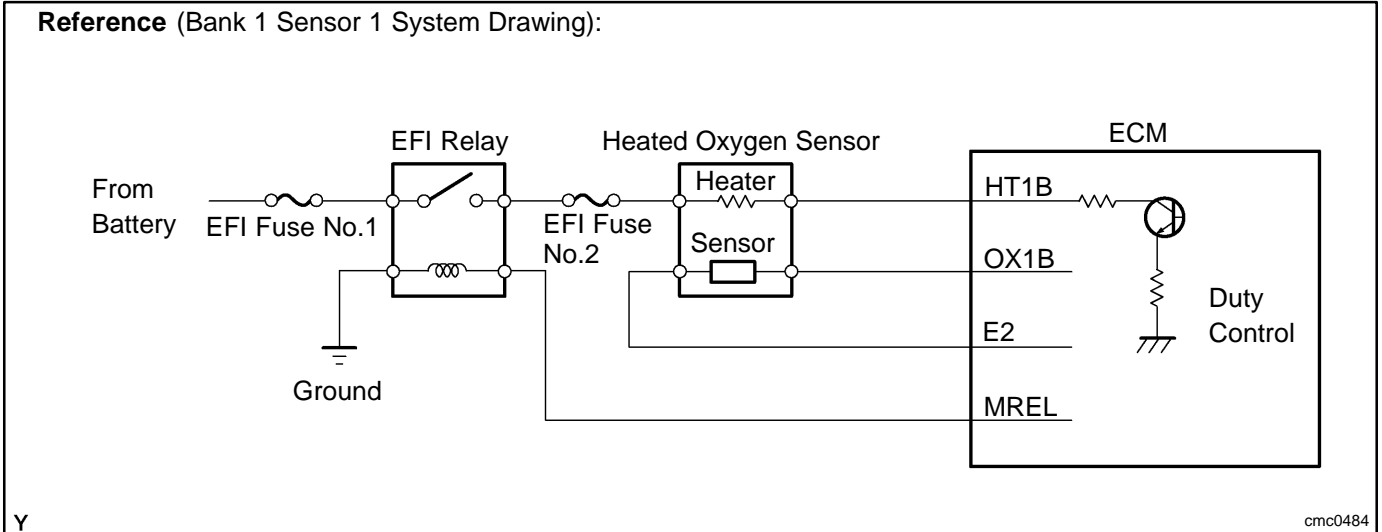 Reference (Bank 1 Sensor 1 System Drawing):
EFI Relay
Heated Oxygen Sensor
ECM
From
Battery
EFI Fuse No.1
EFI Fuse
No.2
Heater
Sensor
HT1B
OX1B
E2
MREL
Duty
Control
Ground
Y
cmc0484